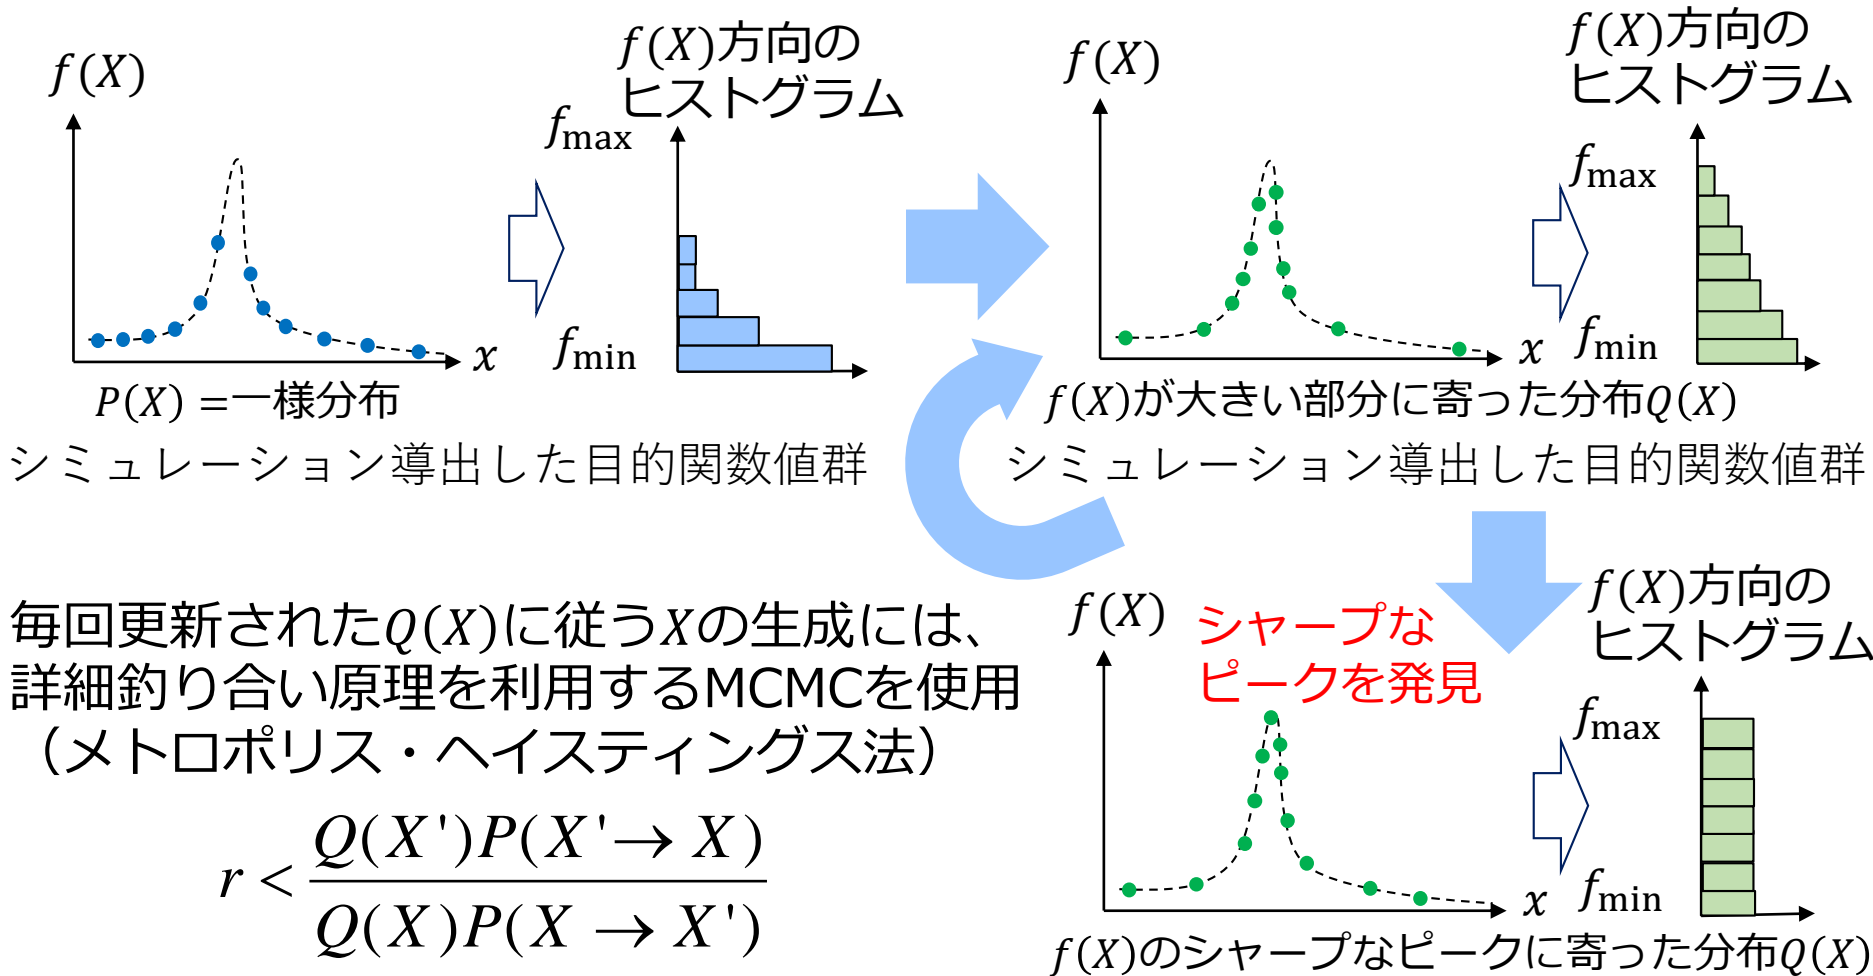 f(X)
f(X)方向の
ヒストグラム
f_max
f_min
x
P(X) =一様分布
シミュレーション導出した目的関数値群
f(X)
f(X)方向の
ヒストグラム
f_max
f_min
x
f(X)が大きい部分に寄った分布Q(X)
シミュレーション導出した目的関数値群
毎回更新されたQ(X)に従うXの生成には、
詳細釣り合い原理を利用するMCMCを使用
（メトロポリス・ヘイスティングス法）
r < \frac{Q(X')P(X'→X)}{Q(X)P(X→X')}
f(X)
シャープな
ピークを発見
f(X)方向の
ヒストグラム
f_max
f_min
x
f(X)のシャープなピークに寄った分布Q(X)